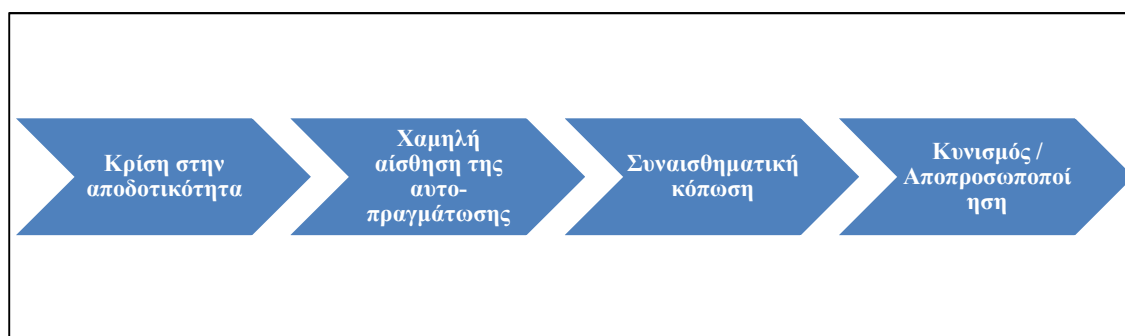 Κρίση στην
αποδοτικότητα
Χαμηλή
αίσθηση της
αυτο-
πραγμάτωσης
Συναισθηματική
κόπωση
Κυνισμός /
Αποπροσωποποί
ηση